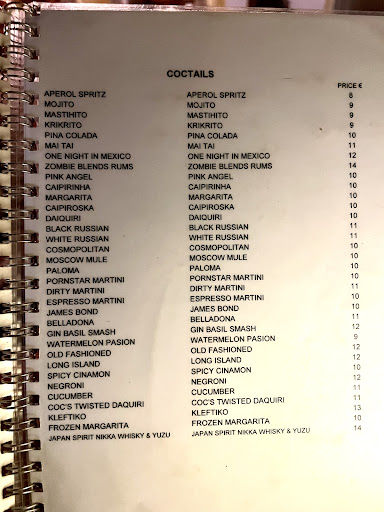 COCTAILS
PRICE €
APEROL SPRITZ APEROL SPRITZ 8
MOJITO MOJITO 9
MASTIHITO MASTIHITO 9
KRIKRITO KRIKRITO 9
PINA COLADA PINA COLADA 10
MAI TAI MAI TAI 11
ONE NIGHT IN MEXICO ONE NIGHT IN MEXICO 12
ZOMBIE BLENDS RUMS ZOMBIE BLENDS RUMS 14
PINK ANGEL PINK ANGEL 10
CAIPIRINHA CAIPIRINHA 10
MARGARITA MARGARITA 10
CAIPIROSKA CAIPIROSKA 10
DAIQUIRI DAIQUIRI 10
BLACK RUSSIAN BLACK RUSSIAN 11
WHITE RUSSIAN WHITE RUSSIAN 11
COSMOPOLITAN COSMOPOLITAN 10
MOSCOW MULE MOSCOW MULE 10
PALOMA PALOMA 10
PORNSTAR MARTINI PORNSTAR MARTINI 10
DIRTY MARTINI DIRTY MARTINI 11
ESPRESSO MARTINI ESPRESSO MARTINI 10
JAMES BOND JAMES BOND 10
BELLADONA BELLADONA 11
GIN BASIL SMASH GIN BASIL SMASH 12
WATERMELON PASION WATERMELON PASION 9
OLD FASHIONED OLD FASHIONED 12
LONG ISLAND LONG ISLAND 12
SPICY CINAMON SPICY CINAMON 10
NEGRONI NEGRONI 12
CUCUMBER CUCUMBER 11
COC'S TWISTED DAQUIRI COC'S TWISTED DAQUIRI 11
KLEFTIKO KLEFTIKO 13
FROZEN MARGARITA FROZEN MARGARITA 10
JAPAN SPIRIT NIKKA WHISKY & YUZU JAPAN SPIRIT NIKKA WHISKY & YUZU 14